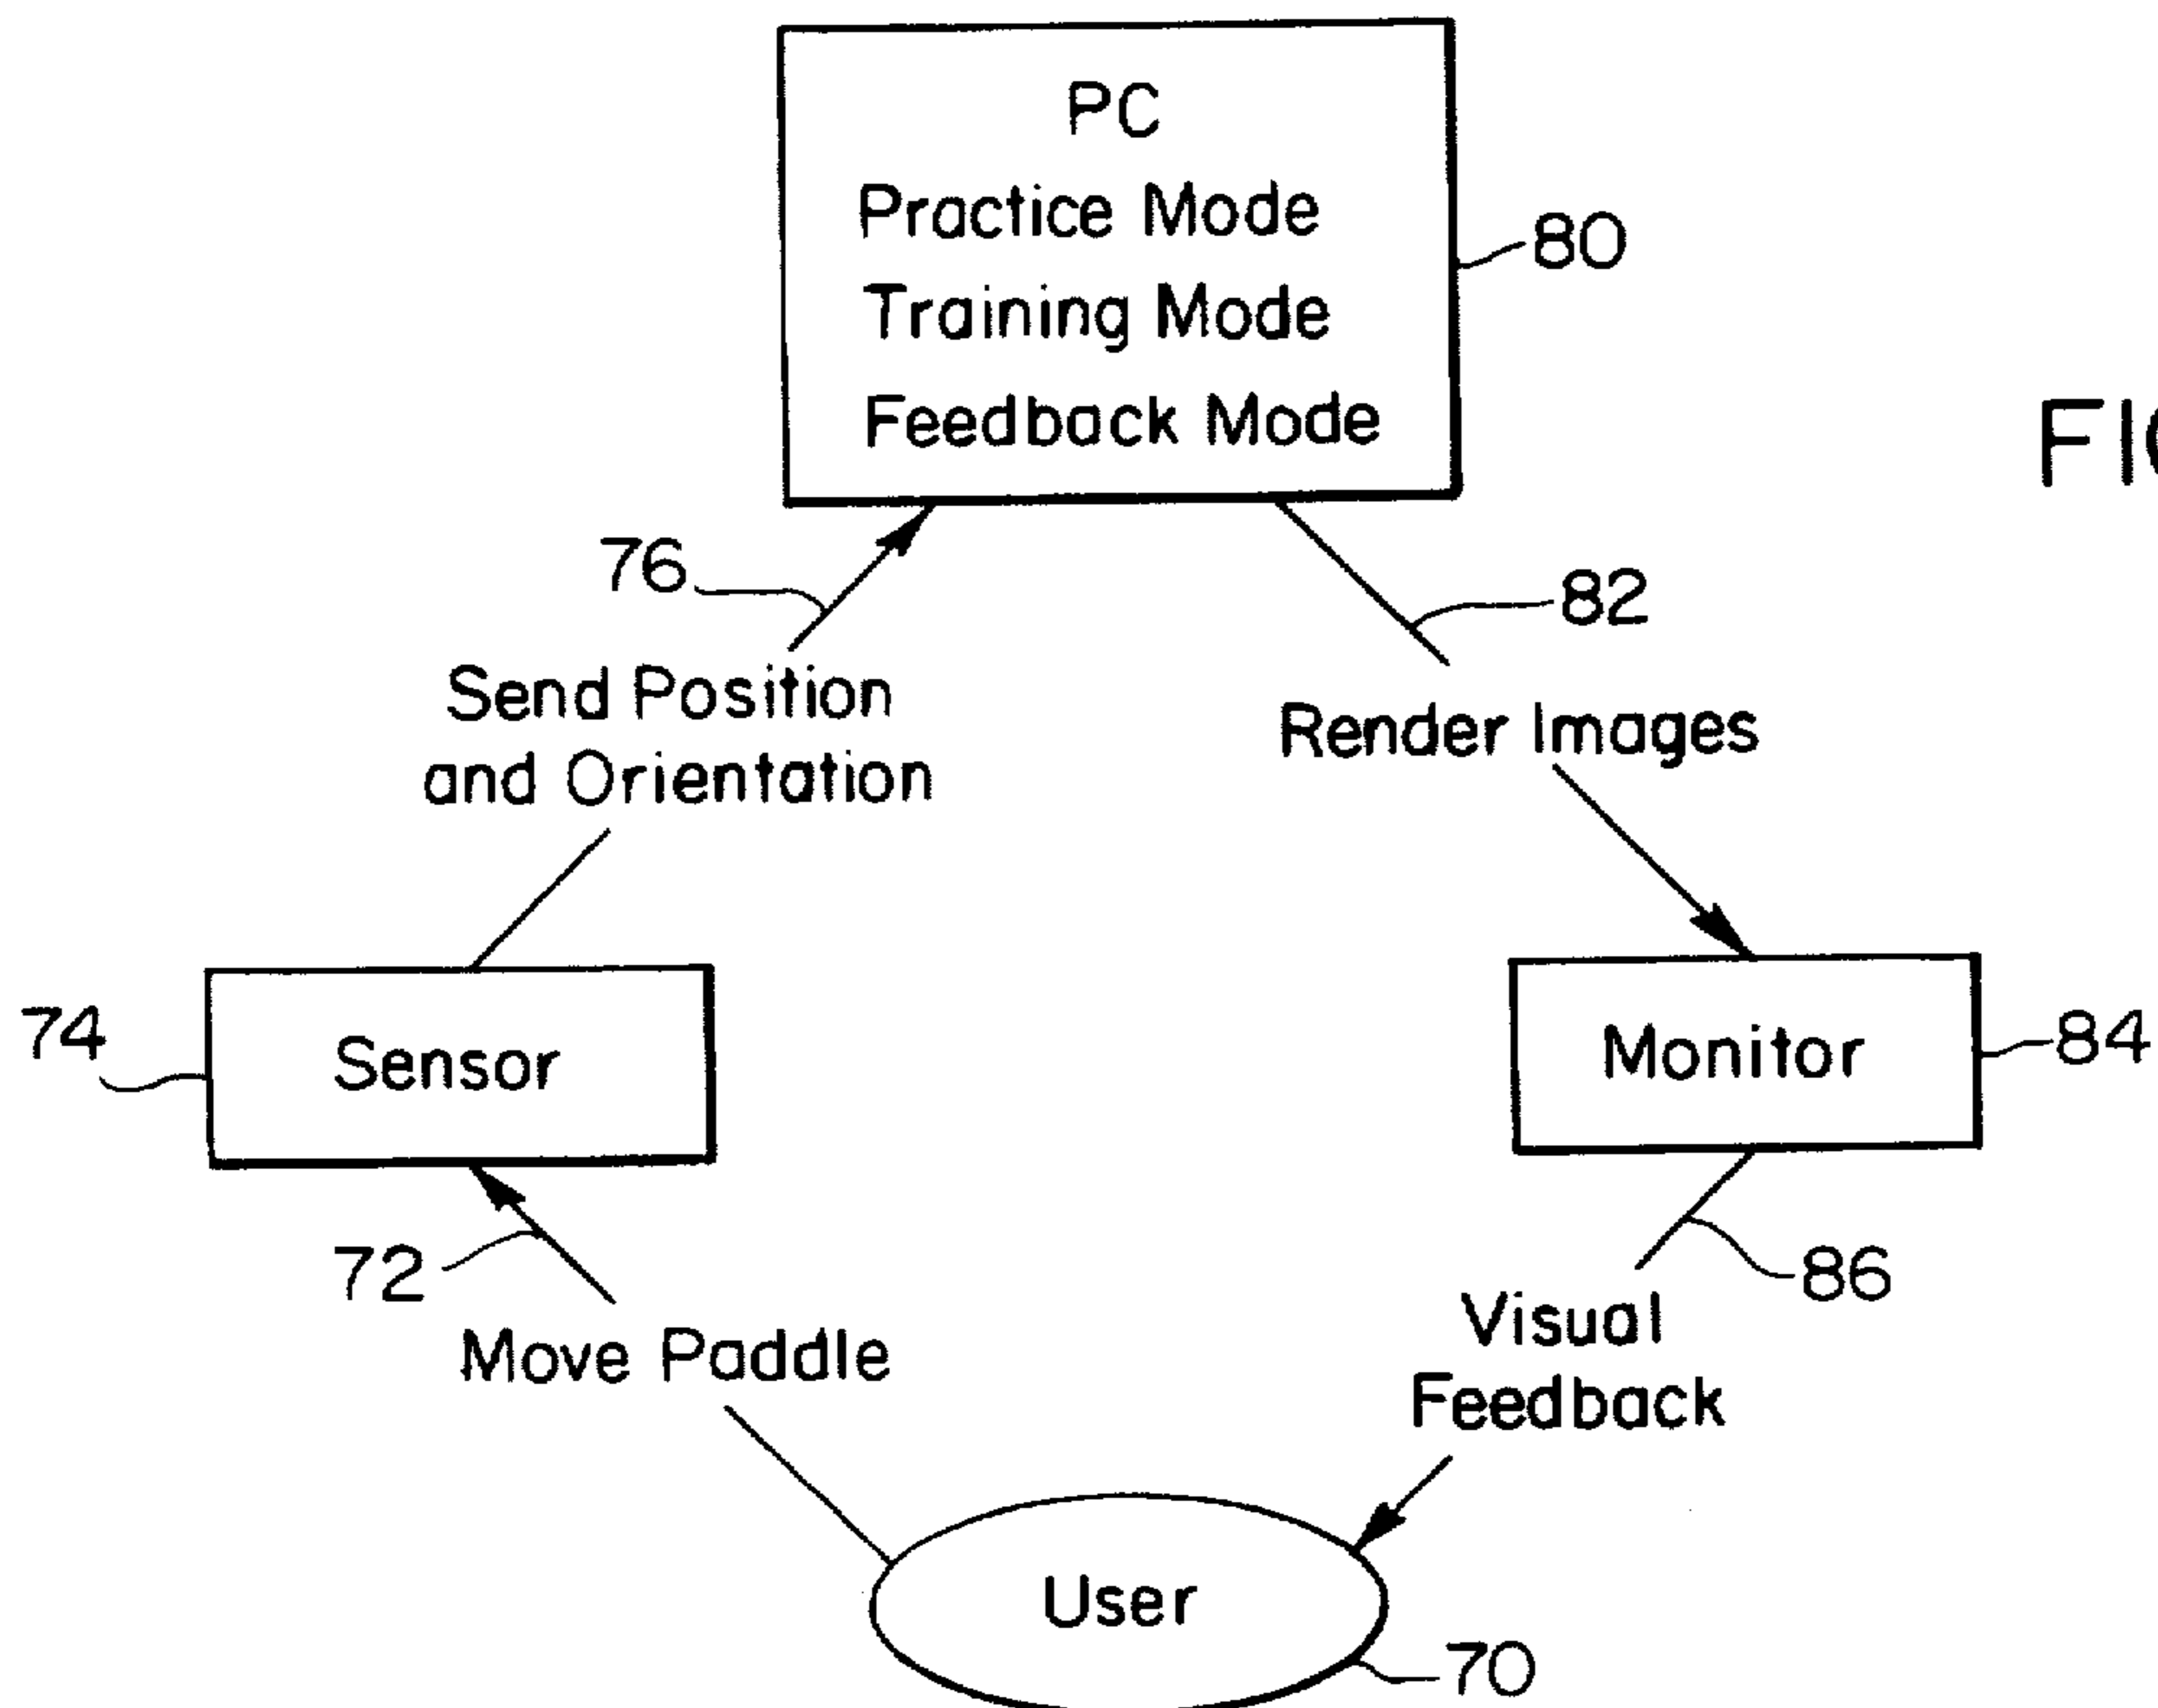 PC
Practice Mode
Training Mode
Feedback Mode
80
76
82
Send Position
and Orientation
Render Images
74
Sensor
Monitor
84
72
86
Move Paddle
Visual
Feedback
User
70